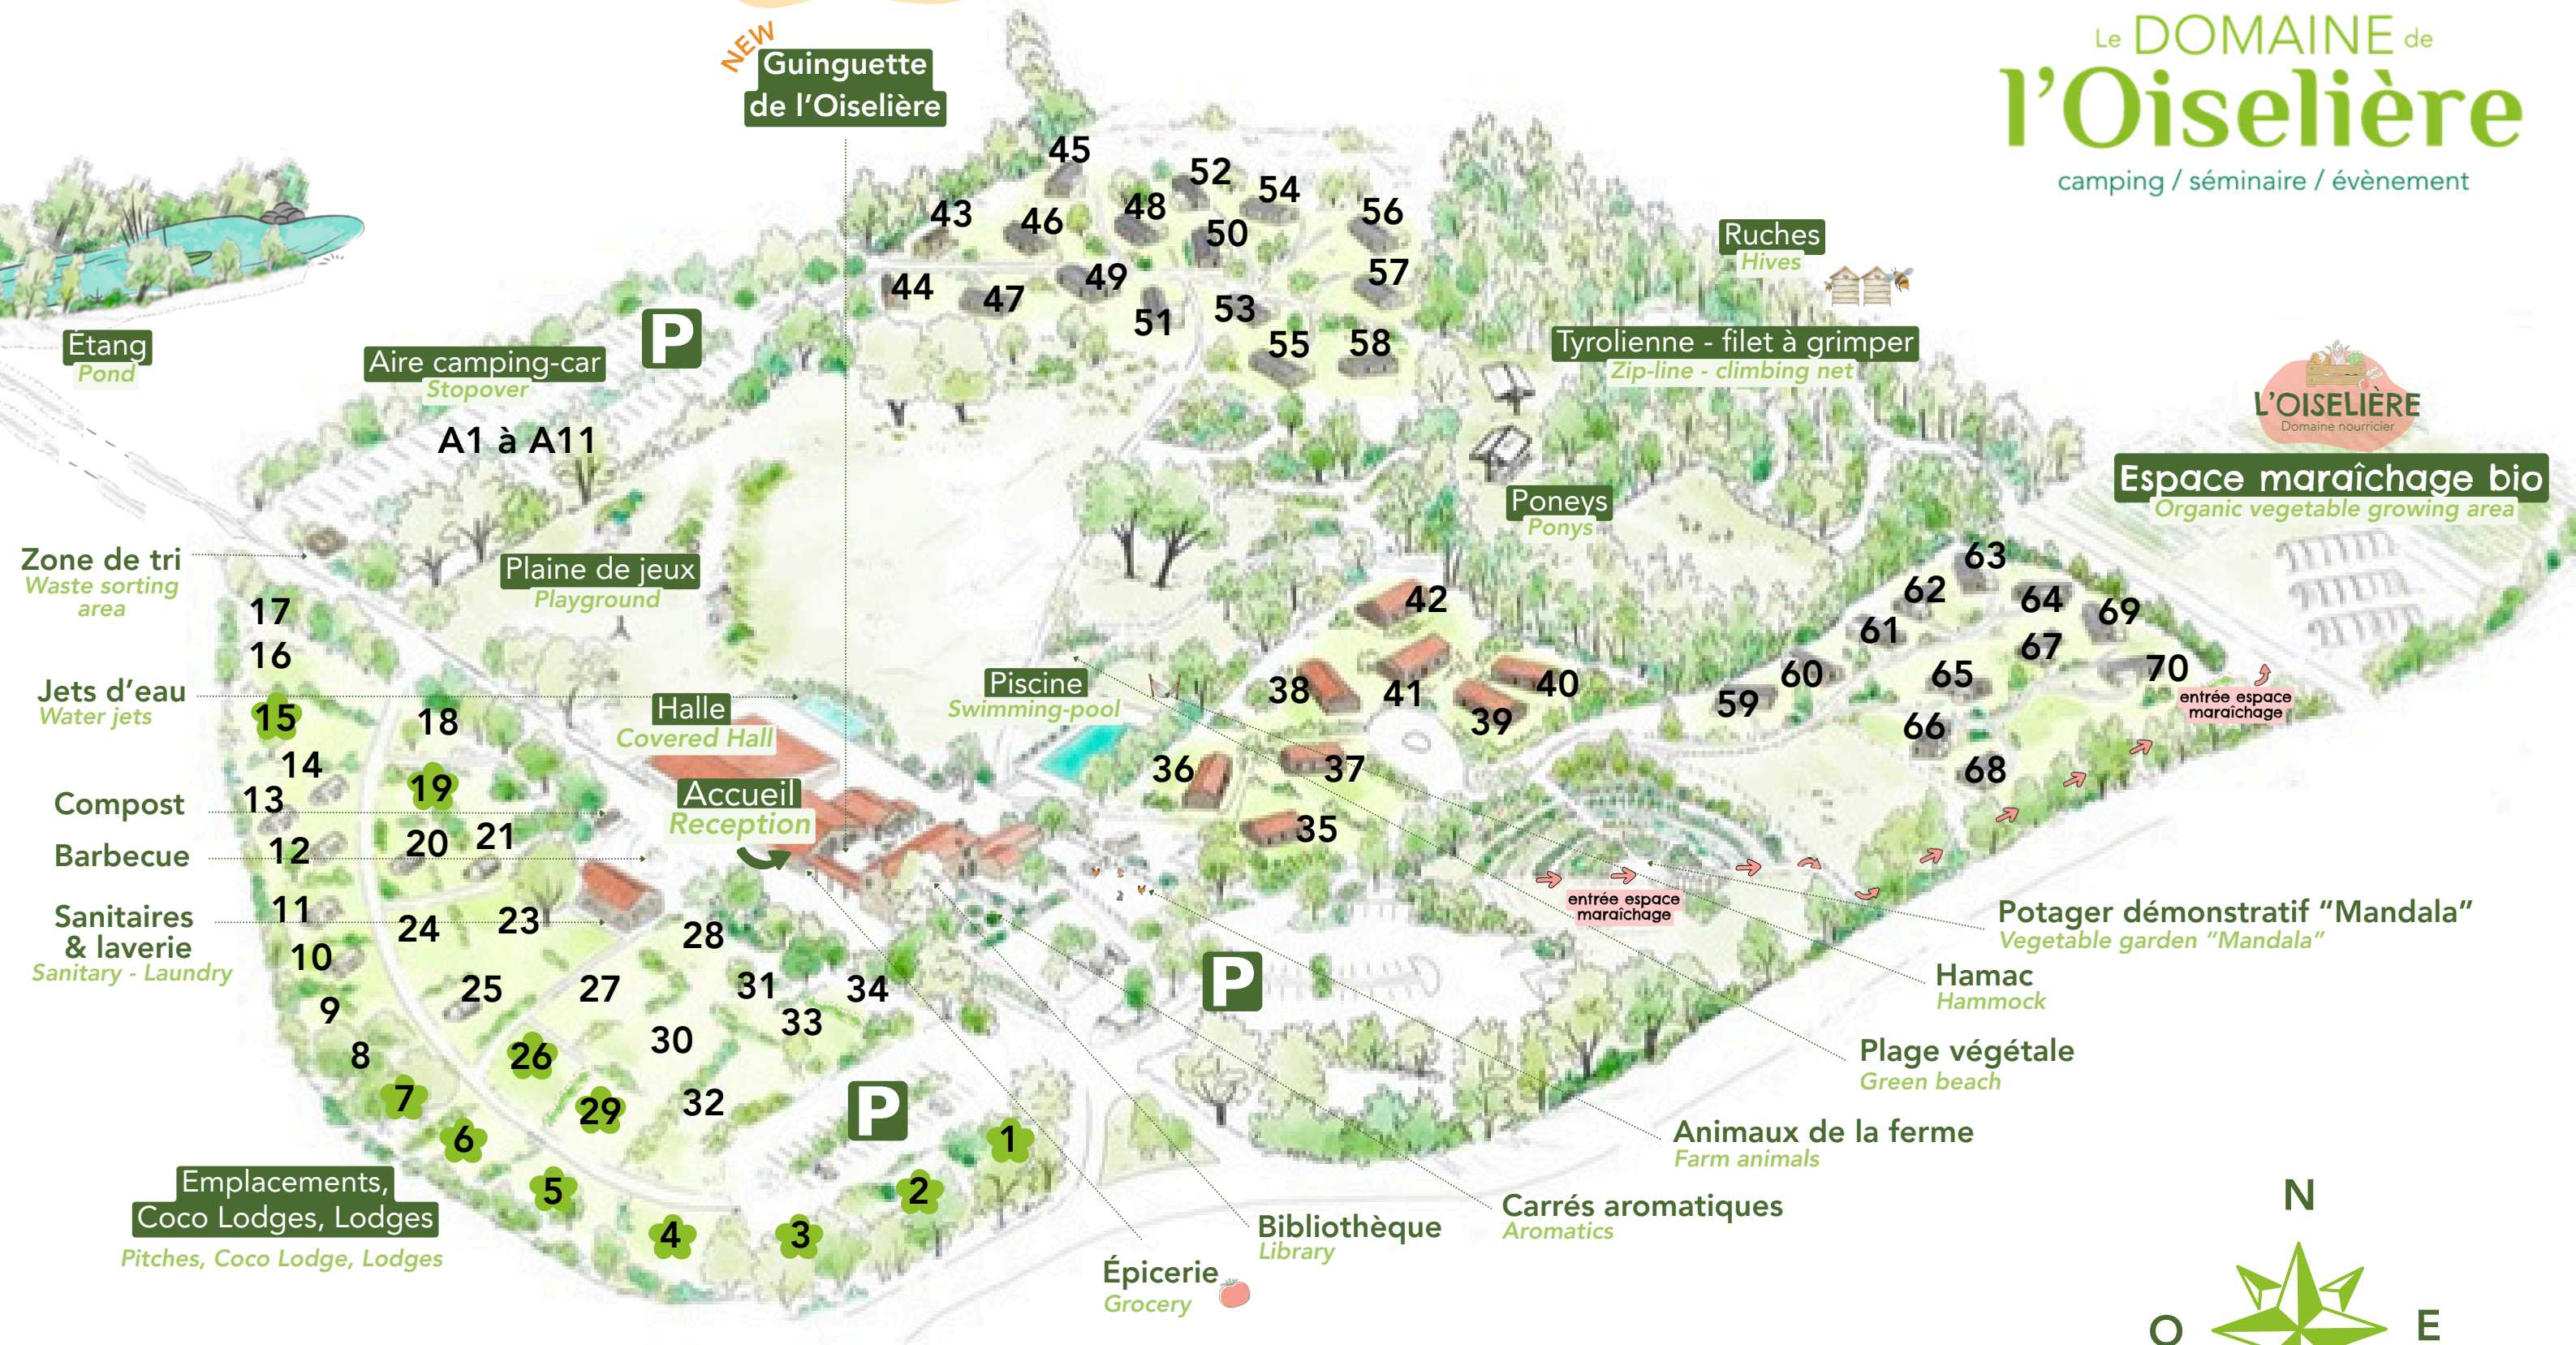 Le DOMAINE de
l'Oiselière
camping / séminaire / évènement
NEW
Guinguette
de l'Oiselière
45
52
54
43
46
48
50
56
44
47
49
51
53
57
55
58
Ruches
Hives
Tyrolienne - filet à grimper
Zip-line - climbing net
Étang
Pond
Aire camping-car
Stopover
P
A1 à A11
L'OISELIÈRE
Domaine nourricier
Espace maraîchage bio
Organic vegetable growing area
Poneys
Ponys
Zone de tri
Waste sorting
area
Plaine de jeux
Playground
17
16
15
14
13
12
11
10
9
8
7
6
5
4
3
2
1
Jets d'eau
Water jets
Compost
Barbecue
Sanitaires
& laverie
Sanitary - Laundry
18
19
20
21
24
23
25
27
28
26
29
30
31
33
34
32
P
Halle
Covered Hall
Accueil
Reception
Piscine
Swimming-pool
42
38
41
40
39
36
37
35
63
62
64
69
61
67
60
65
70
59
66
68
entrée espace
maraîchage
entrée espace
maraîchage
P
Potager démonstratif “Mandala”
Vegetable garden “Mandala”
Hamac
Hammock
Plage végétale
Green beach
Animaux de la ferme
Farm animals
Carrés aromatiques
Aromatics
Bibliothèque
Library
Épicerie
Grocery
Emplacements,
Coco Lodges, Lodges
Pitches, Coco Lodge, Lodges
N
O
E